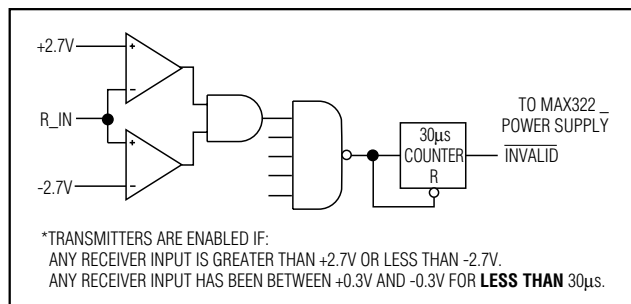 +2.7V
R_IN
-2.7V
30µs
COUNTER
R
TO MAX322 _
POWER SUPPLY
INVALID
*TRANSMITTERS ARE ENABLED IF:
ANY RECEIVER INPUT IS GREATER THAN +2.7V OR LESS THAN -2.7V.
ANY RECEIVER INPUT HAS BEEN BETWEEN +0.3V AND -0.3V FOR LESS THAN 30µs.